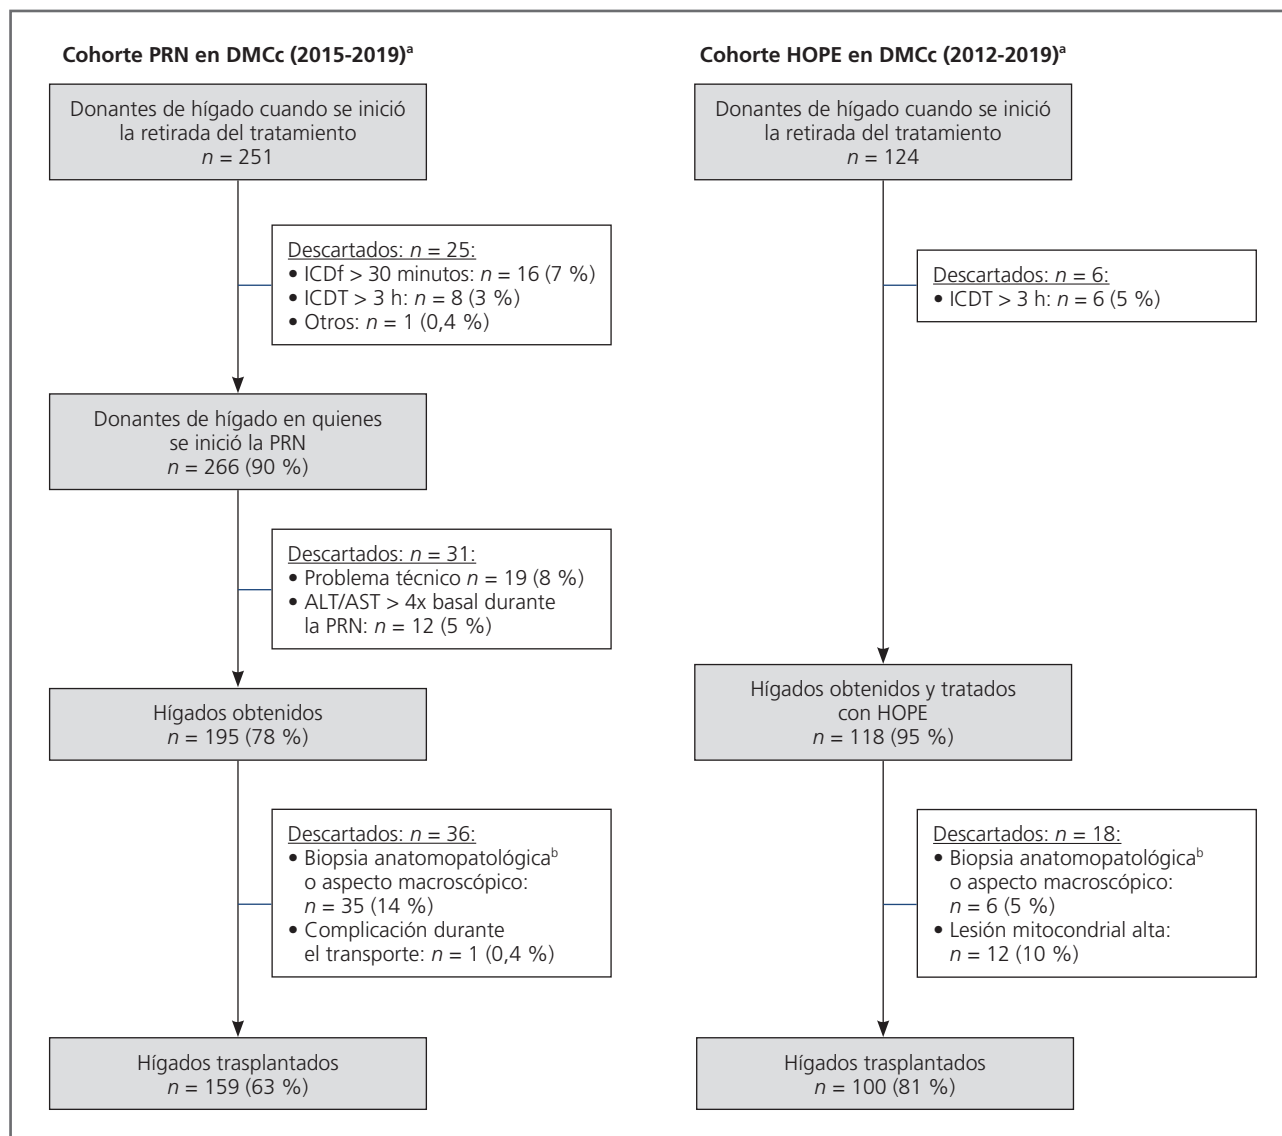 Cohorte PRN en DMCc (2015-2019)a
Donantes de hígado cuando se inició
la retirada del tratamiento
n = 251
Descartados: n = 25:
• ICDf > 30 minutos: n = 16 (7 %)
• ICDT > 3 h: n = 8 (3 %)
• Otros: n = 1 (0,4 %)
Donantes de hígado en quienes
se inició la PRN
n = 266 (90 %)
Descartados: n = 31:
• Problema técnico n = 19 (8 %)
• ALT/AST > 4x basal durante
la PRN: n = 12 (5 %)
Hígados obtenidos
n = 195 (78 %)
Descartados: n = 36:
• Biopsia anatomopatológicab
o aspecto macroscópico:
n = 35 (14 %)
• Complicación durante
el transporte: n = 1 (0,4 %)
Hígados trasplantados
n = 159 (63 %)
Cohorte HOPE en DMCc (2012-2019)a
Donantes de hígado cuando se inició
la retirada del tratamiento
n = 124
Descartados: n = 6:
• ICDT > 3 h: n = 6 (5 %)
Hígados obtenidos y tratados
con HOPE
n = 118 (95 %)
Descartados: n = 18:
• Biopsia anatomopatológicab
o aspecto macroscópico:
n = 6 (5 %)
• Lesión mitocondrial alta:
n = 12 (10 %)
Hígados trasplantados
n = 100 (81 %)